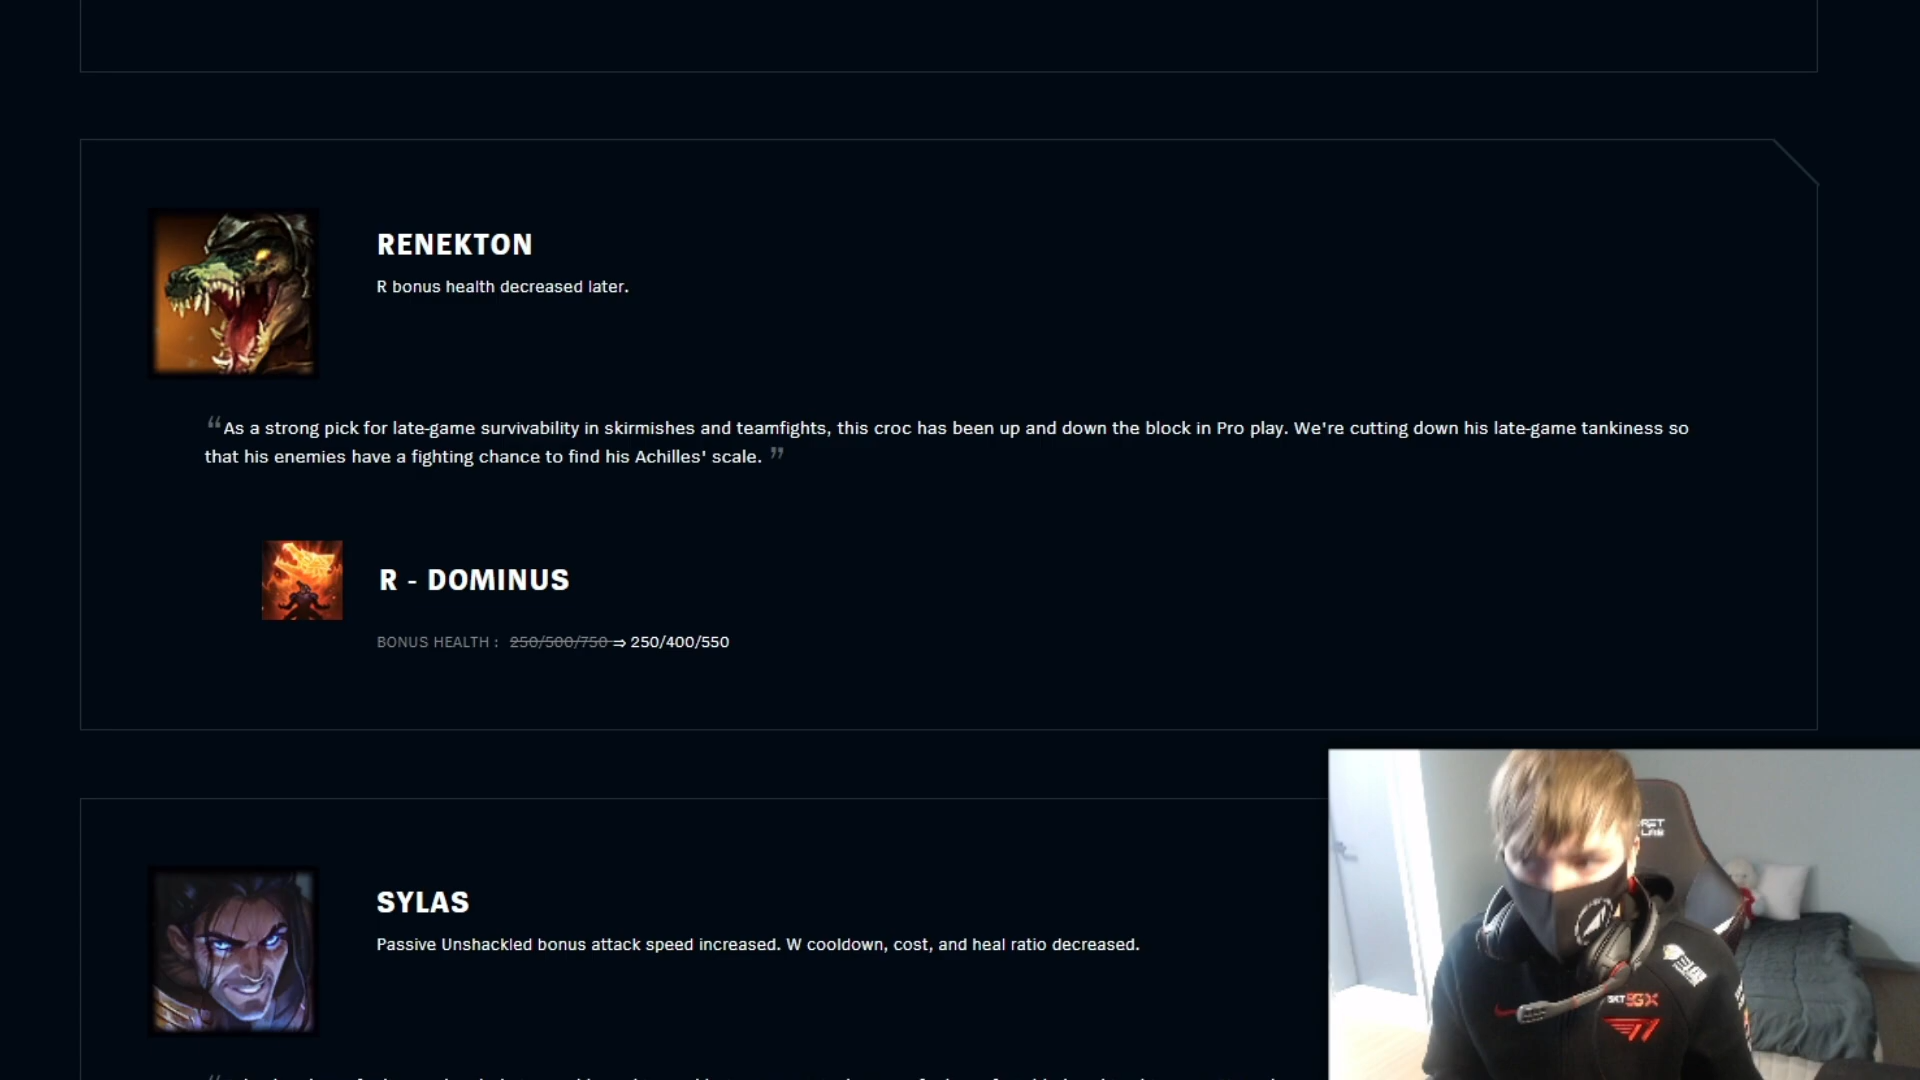 RENEKTON
R bonus health decreased later.
“As a strong pick for late-game survivability in skirmishes and teamfights, this croc has been up and down the block in Pro play. We're cutting down his late-game tankiness so
that his enemies have a fighting chance to find his Achilles' scale. ”
R - DOMINUS
BONUS HEALTH : 250/500/750 ⇒ 250/400/550
SYLAS
Passive Unshackled bonus attack speed increased. W cooldown, cost, and heal ratio decreased.
LAB
T1